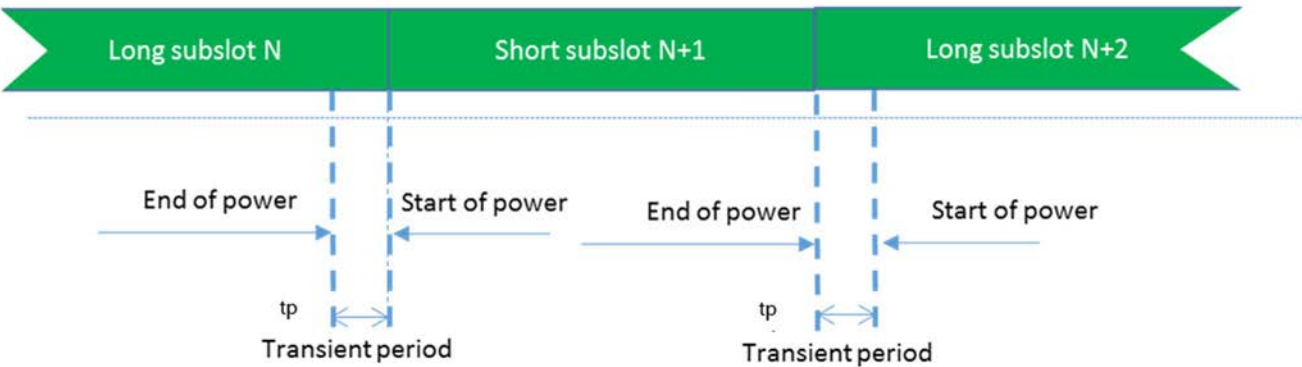 Long subslot N
Short subslot N+1
Long subslot N+2
End of power
Start of power
End of power
Start of power
tp
tp
Transient period
Transient period